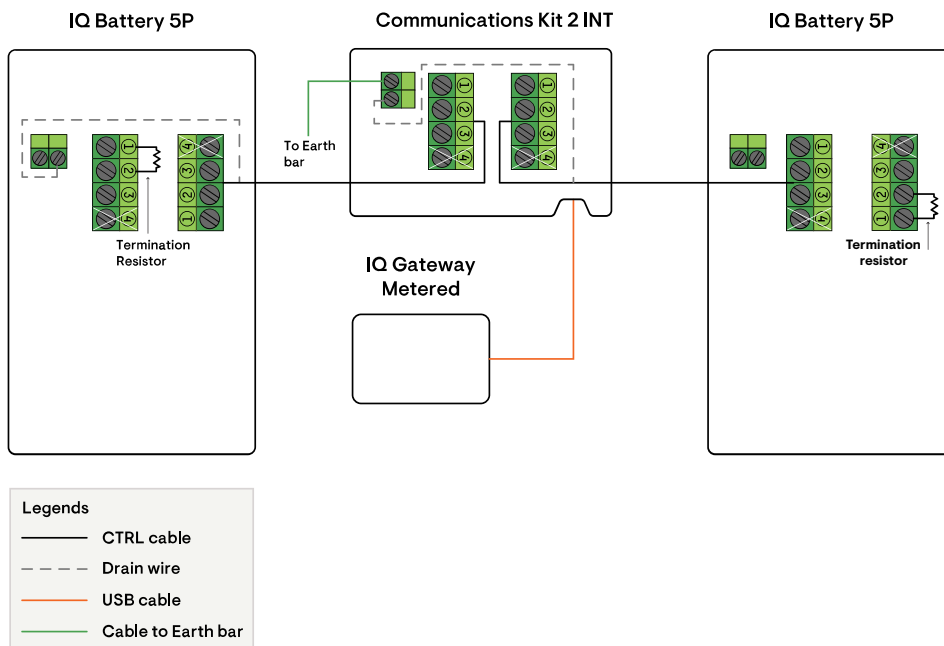 IQ Battery 5P
Communications Kit 2 INT
IQ Battery 5P
1
2
3
4
1
2
3
4
To Earth
bar
1
2
3
4
4
3
2
1
1
2
3
4
4
3
2
1
Termination
Resistor
Termination
resistor
IQ Gateway
Metered
Legends
CTRL cable
Drain wire
USB cable
Cable to Earth bar